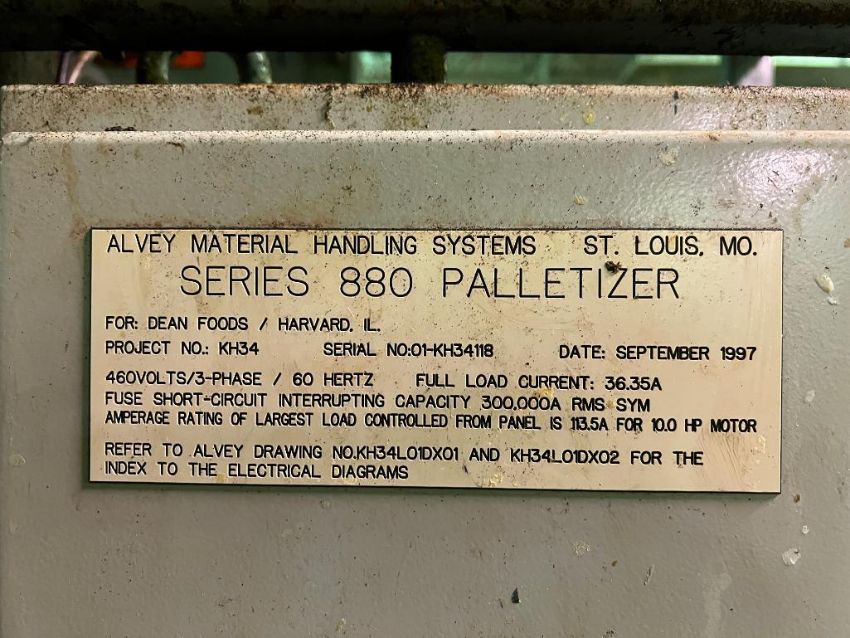 ALVEY MATERIAL HANDLING SYSTEMS ST. LOUIS, MO.
SERIES 880 PALLETIZER
FOR: DEAN FOODS / HARVARD, IL.
PROJECT NO.: KH34 SERIAL NO:01-KH34118 DATE: SEPTEMBER 1997
460VOLTS/3-PHASE / 60 HERTZ FULL LOAD CURRENT: 36.35A
FUSE SHORT-CIRCUIT INTERRUPTING CAPACITY 300,000A RMS SYM
AMPERAGE RATING OF LARGEST LOAD CONTROLLED FROM PANEL IS 113.5A FOR 10.0 HP MOTOR
REFER TO ALVEY DRAWING NO.KH34L01DX01 AND KH34L01DX02 FOR THE
INDEX TO THE ELECTRICAL DIAGRAMS